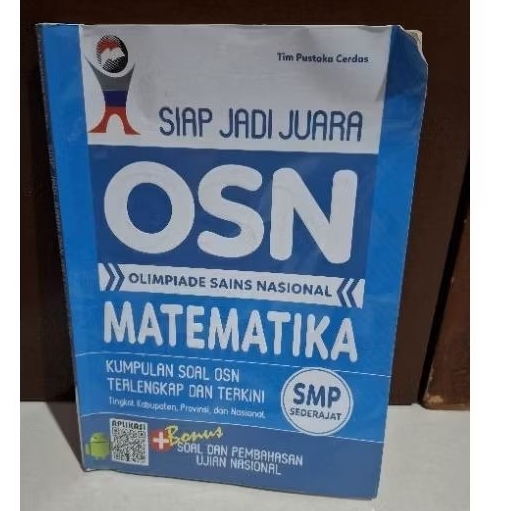 Tim Pustaka Cerdas
SIAP JADI JUARA
OSN
OLIMPIADE SAINS NASIONAL
MATEMATIKA
KUMPULAN SOAL OSN
TERLENGKAP DAN TERKINI
Tingkat Kabupaten, Provinsi, dan Nasional
SMP
SEDERAJAT
APLIKASI
+Bonus
SOAL DAN PEMBAHASAN
UJIAN NASIONAL